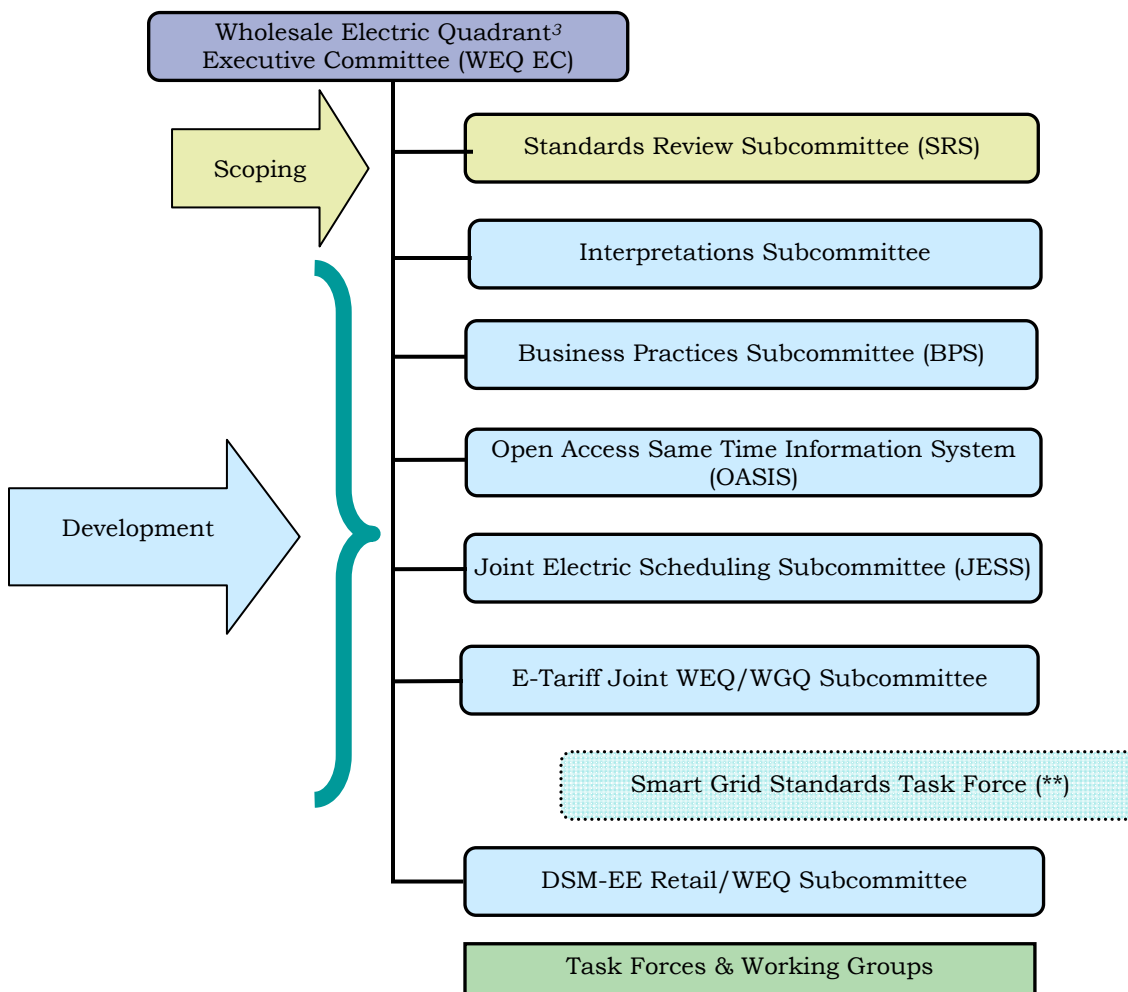 Wholesale Electric Quadrant³
Executive Committee (WEQ EC)
Scoping
Standards Review Subcommittee (SRS)
Interpretations Subcommittee
Business Practices Subcommittee (BPS)
Open Access Same Time Information System
(OASIS)
Development
Joint Electric Scheduling Subcommittee (JESS)
E-Tariff Joint WEQ/WGQ Subcommittee
Smart Grid Standards Task Force (**)
DSM-EE Retail/WEQ Subcommittee
Task Forces & Working Groups